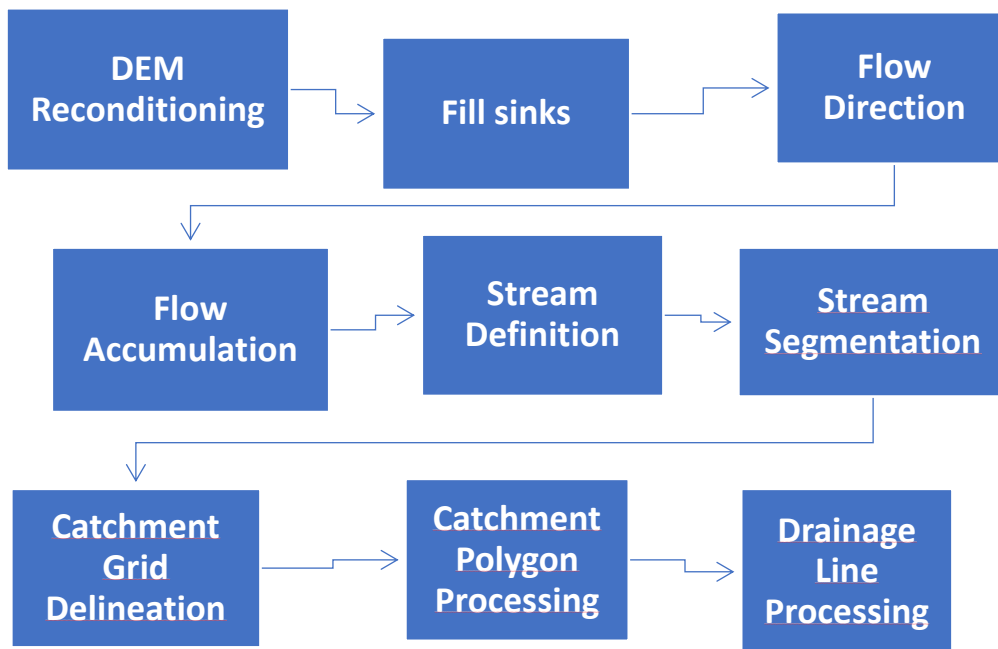 DEM
Reconditioning
Fill sinks
Flow
Direction
Flow
Accumulation
Stream
Definition
Stream
Segmentation
Catchment
Grid
Delineation
Catchment
Polygon
Processing
Drainage
Line
Processing